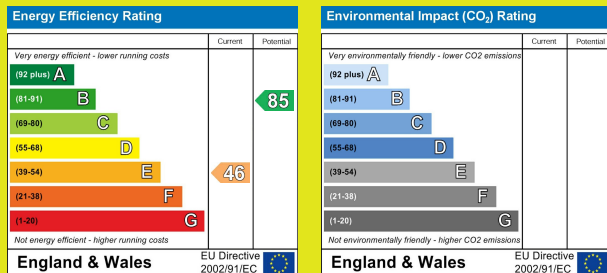 Energy Efficiency Rating
Current Potential
Very energy efficient - lower running costs
(92 plus) A
(81-91) B
85
(69-80) C
(55-68) D
(39-54) E
46
(21-38) F
(1-20) G
Not energy efficient - higher running costs
England & Wales
EU Directive
2002/91/EC
Environmental Impact (CO₂) Rating
Current Potential
Very environmentally friendly - lower CO2 emissions
(92 plus) A
(81-91) B
(69-80) C
(55-68) D
(39-54) E
(21-38) F
(1-20) G
Not environmentally friendly - higher CO2 emissions
England & Wales
EU Directive
2002/91/EC